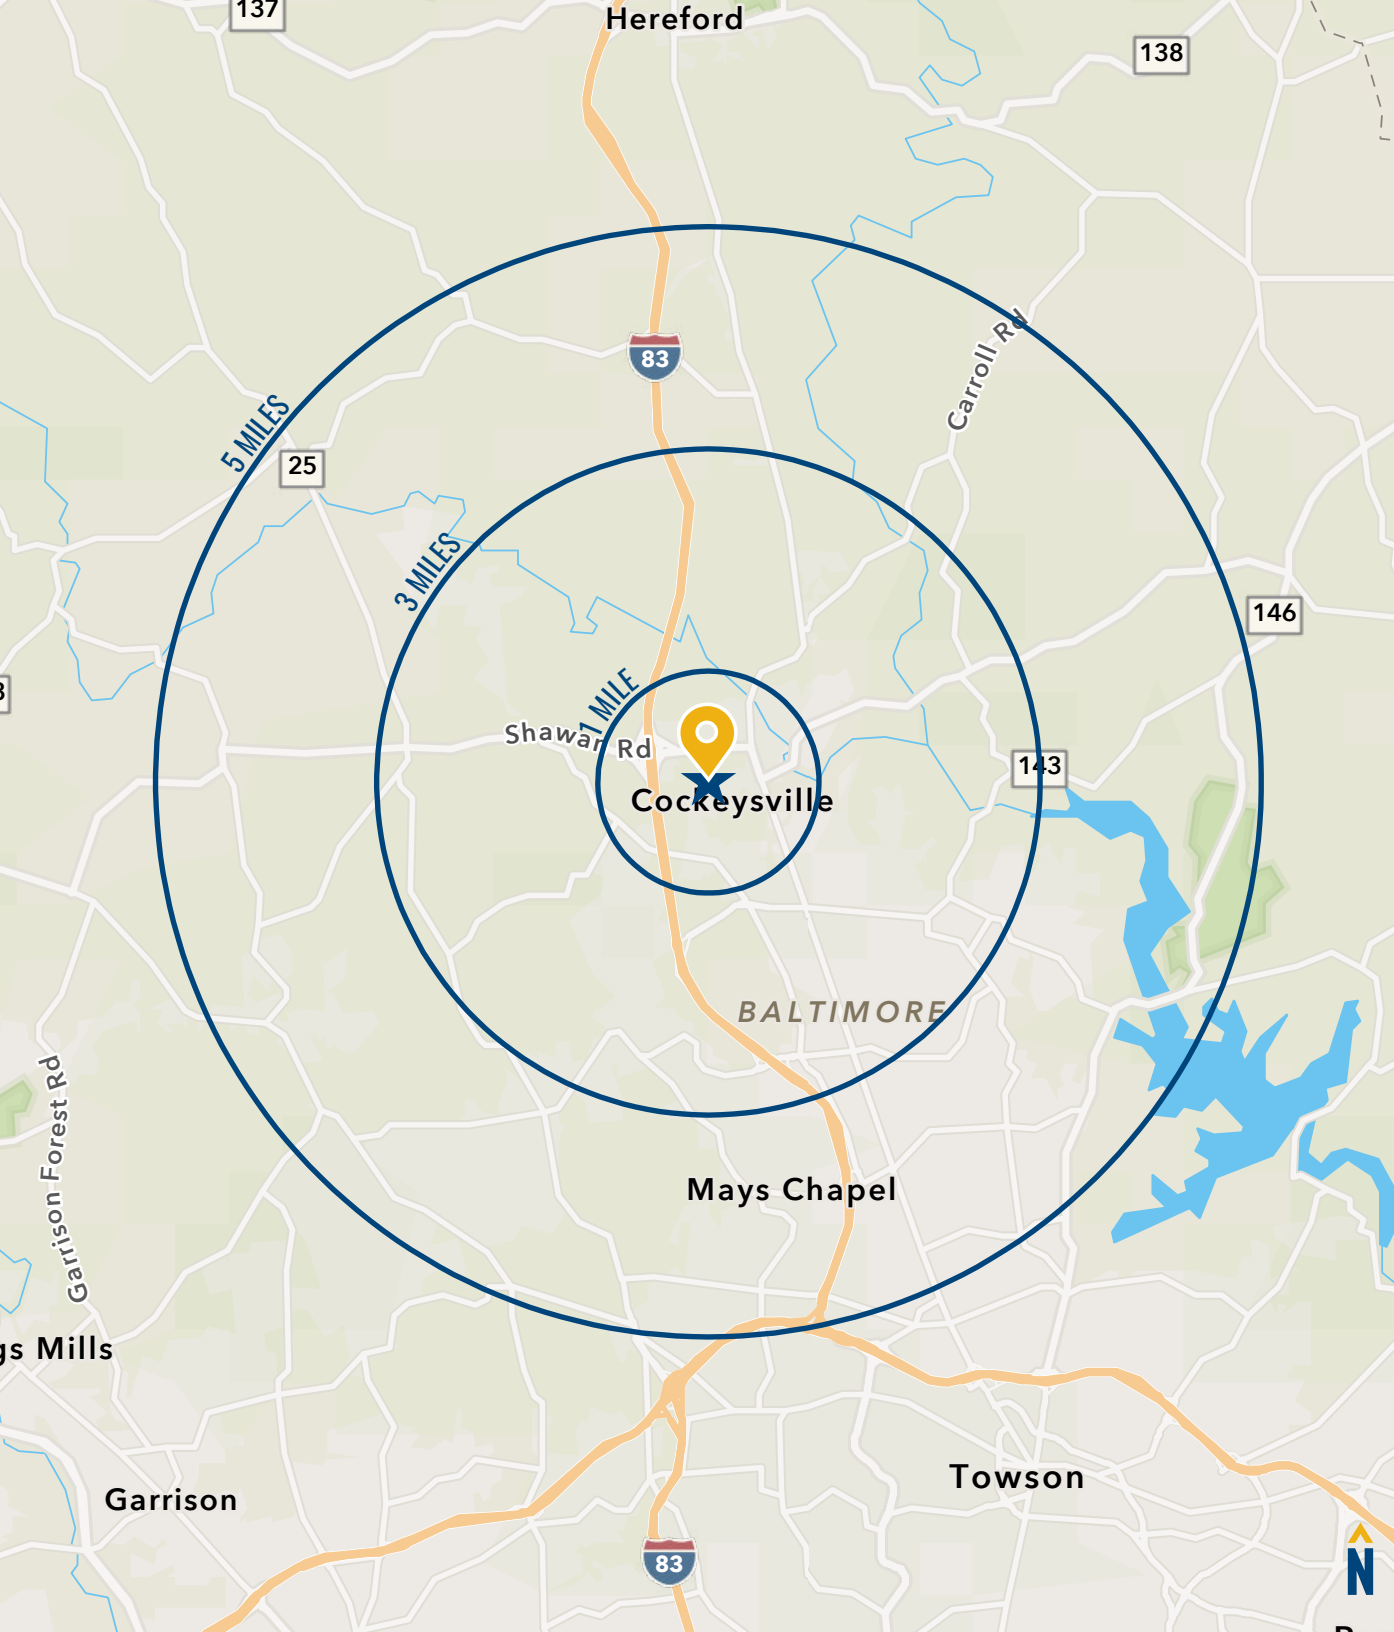 137
Hereford
138
83
Carroll Rd
5 MILES
25
3 MILES
146
1 MILE
Shawan Rd
143
Cockeysville
BALTIMORE
Garrison Forest Rd
Mays Chapel
gs Mills
Towson
Garrison
83
N